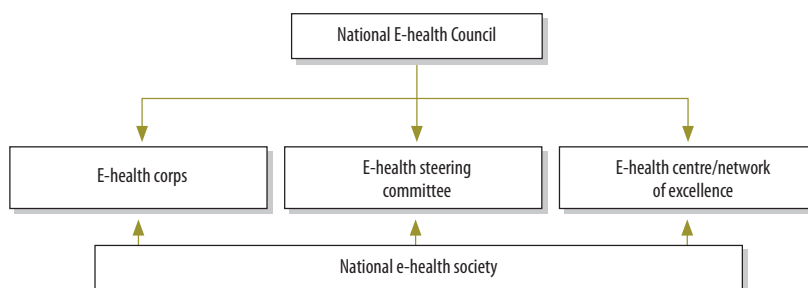 National E-health Council
E-health corps
E-health steering
committee
E-health centre/network
of excellence
National e-health society